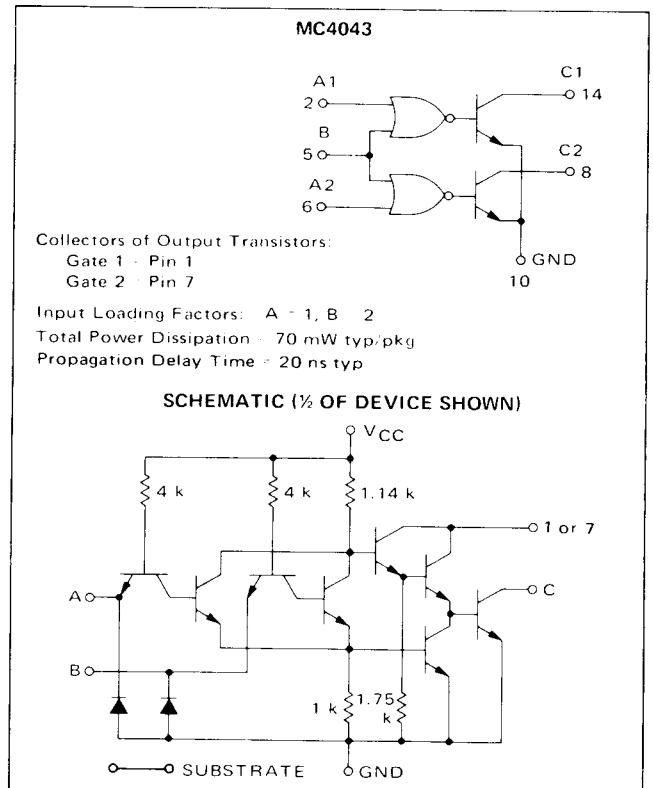 MC4043
A1
2
B
5
A2
6
C1
14
C2
8
GND
10
Collectors of Output Transistors:
Gate 1 - Pin 1
Gate 2 - Pin 7
Input Loading Factors: A = 1, B 2
Total Power Dissipation = 70 mW typ/pkg
Propagation Delay Time = 20 ns typ
SCHEMATIC (½ OF DEVICE SHOWN)
VCC
4 k
4 k
1.14 k
1 or 7
A
C
B
1 k
1.75 k
SUBSTRATE
GND